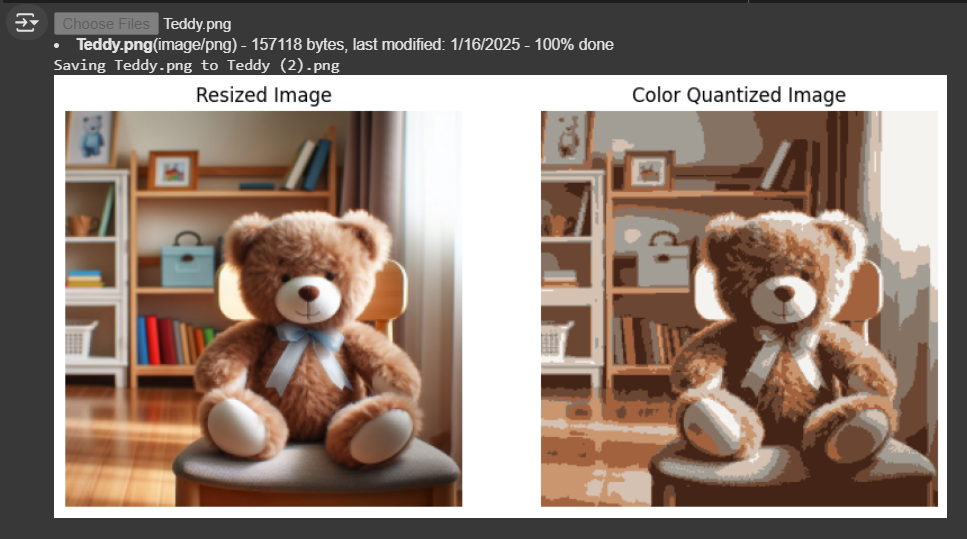 Choose Files Teddy.png
• Teddy.png(image/png) - 157118 bytes, last modified: 1/16/2025 - 100% done
Saving Teddy.png to Teddy (2).png
Resized Image
Color Quantized Image